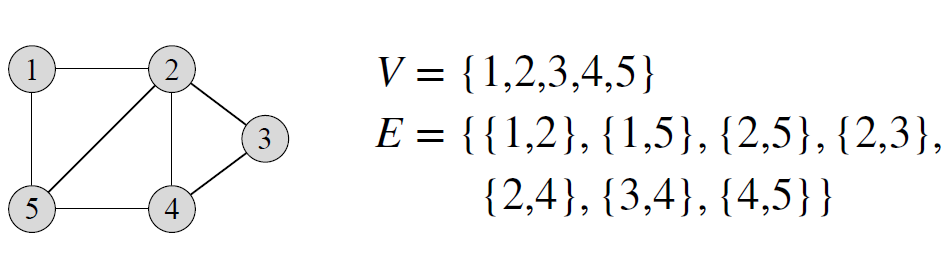 1
2
3
5
4
V = {1,2,3,4,5}
E = {{1,2}, {1,5}, {2,5}, {2,3},
{2,4}, {3,4}, {4,5}}